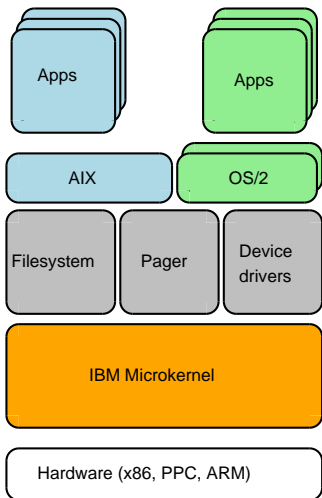 Apps
Apps
AIX
OS/2
Filesystem
Pager
Device
drivers
IBM Microkernel
Hardware (x86, PPC, ARM)